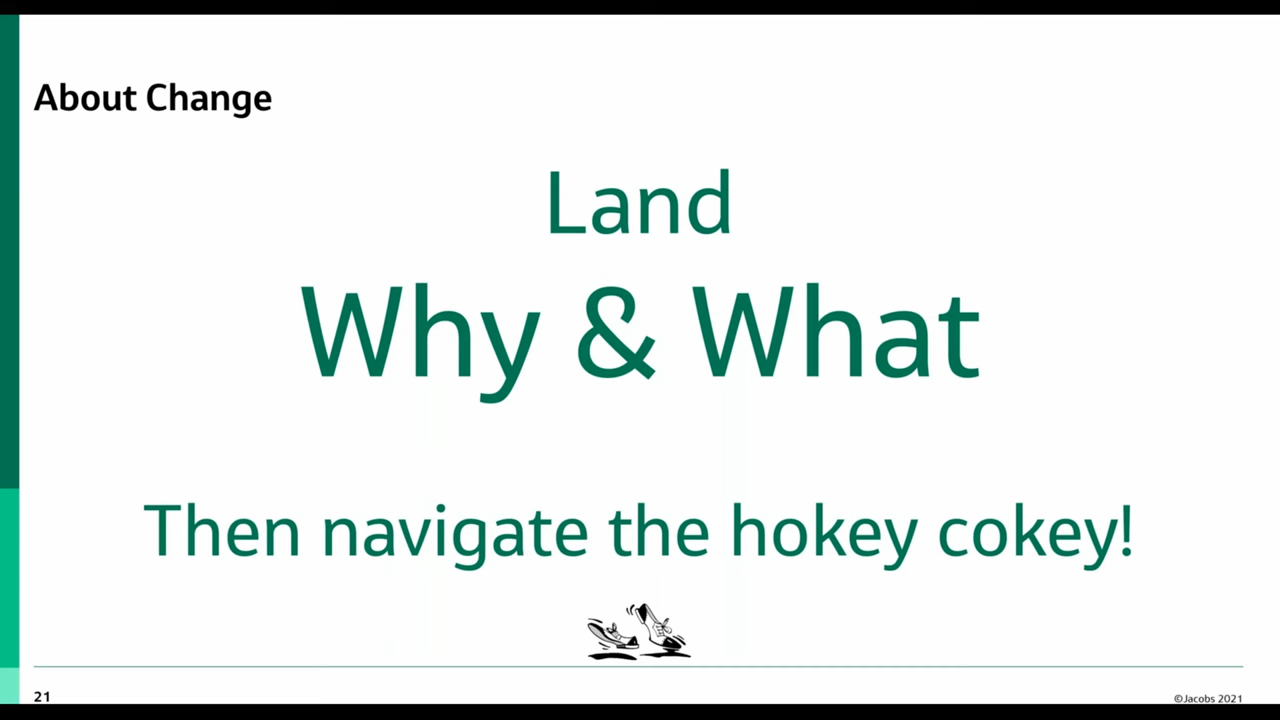 About Change
Land
Why & What
Then navigate the hokey cokey!
21
©Jacobs 2021